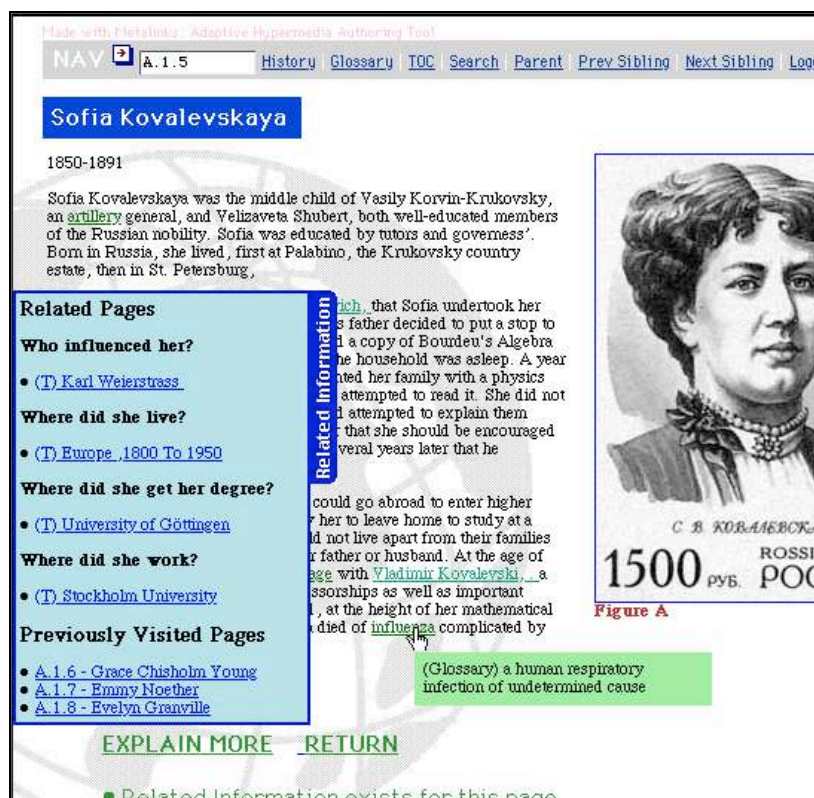 Made with Metalinks: Adaptive Hypermedia Authoring Tool
NAV A.1.5 History Glossary TOC Search Parent Prev Sibling Next Sibling Log
Sofia Kovalevskaya
1850-1891
Sofia Kovalevskaya was the middle child of Vasily Korvin-Krukovsky,
an artillery general, and Velizaveta Shubert, both well-educated members
of the Russian nobility. Sofia was educated by tutors and governess'.
Born in Russia, she lived, first at Palabino, the Krukovsky country
estate, then in St. Petersburg,
Related Pages
Who influenced her?
• (T) Karl Weierstrass
Where did she live?
• (T) Europe ,1800 To 1950
Where did she get her degree?
• (T) University of Göttingen
Where did she work?
• (T) Stockholm University
Previously Visited Pages
• A.1.6 - Grace Chisholm Young
• A.1.7 - Emmy Noether
• A.1.8 - Evelyn Granville
Related Information
vich, that Sofia undertook her
s father decided to put a stop to
d a copy of Bourdeu's Algebra
he household was asleep. A year
nted her family with a physics
attempted to read it. She did not
d attempted to explain them
r that she should be encouraged
veral years later that he
could go abroad to enter higher
her to leave home to study at a
ld not live apart from their families
r father or husband. At the age of
age with Vladimir Kovalevski, . a
ssorships as well as important
l, at the height of her mathematical
died of influenza complicated by
(Glossary) a human respiratory
infection of undetermined cause
С. В. КОВАЛЕВСКА
1500 РУБ. ROSSI
РОС
Figure A
EXPLAIN MORE RETURN
• Related Information exists for this page